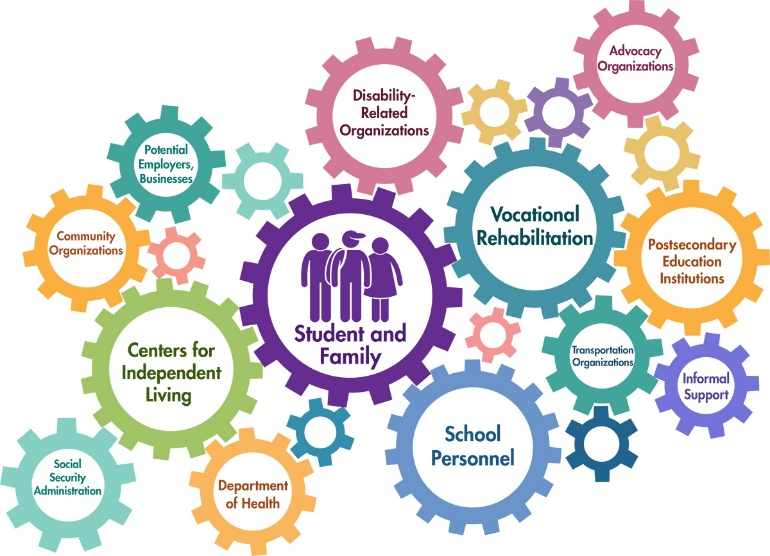 Advocacy
Organizations
Disability-
Related
Organizations
Potential
Employers,
Businesses
Community
Organizations
Vocational
Rehabilitation
Postsecondary
Education
Institutions
Student and
Family
Centers for
Independent
Living
Transportation
Organizations
Informal
Support
School
Personnel
Social
Security
Administration
Department
of Health